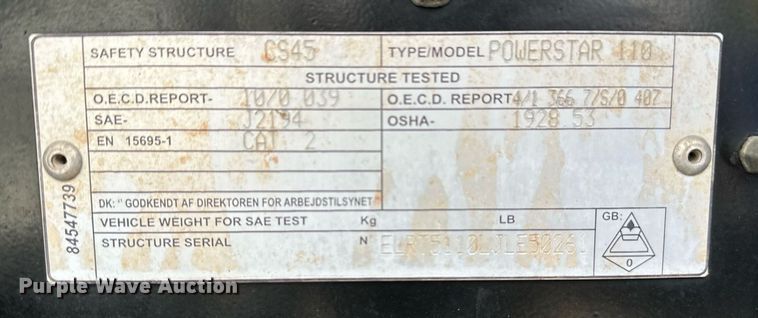 SAFETY STRUCTURE CS45 TYPE/MODEL POWERSTAR 110
STRUCTURE TESTED
O.E.C.D.REPORT- 10/0 039 O.E.C.D. REPORT 4/1 366 7/S/0 407
SAE- J2194 OSHA- 1928 53
EN 15695-1 CAT 2
DK: " GODKENDT AF DIREKTOREN FOR ARBEJDSTILSYNET"
VEHICLE WEIGHT FOR SAE TEST Kg LB GB:
STRUCTURE SERIAL N ELRT5110LJLE50261
0
84547739
Purple Wave Auction